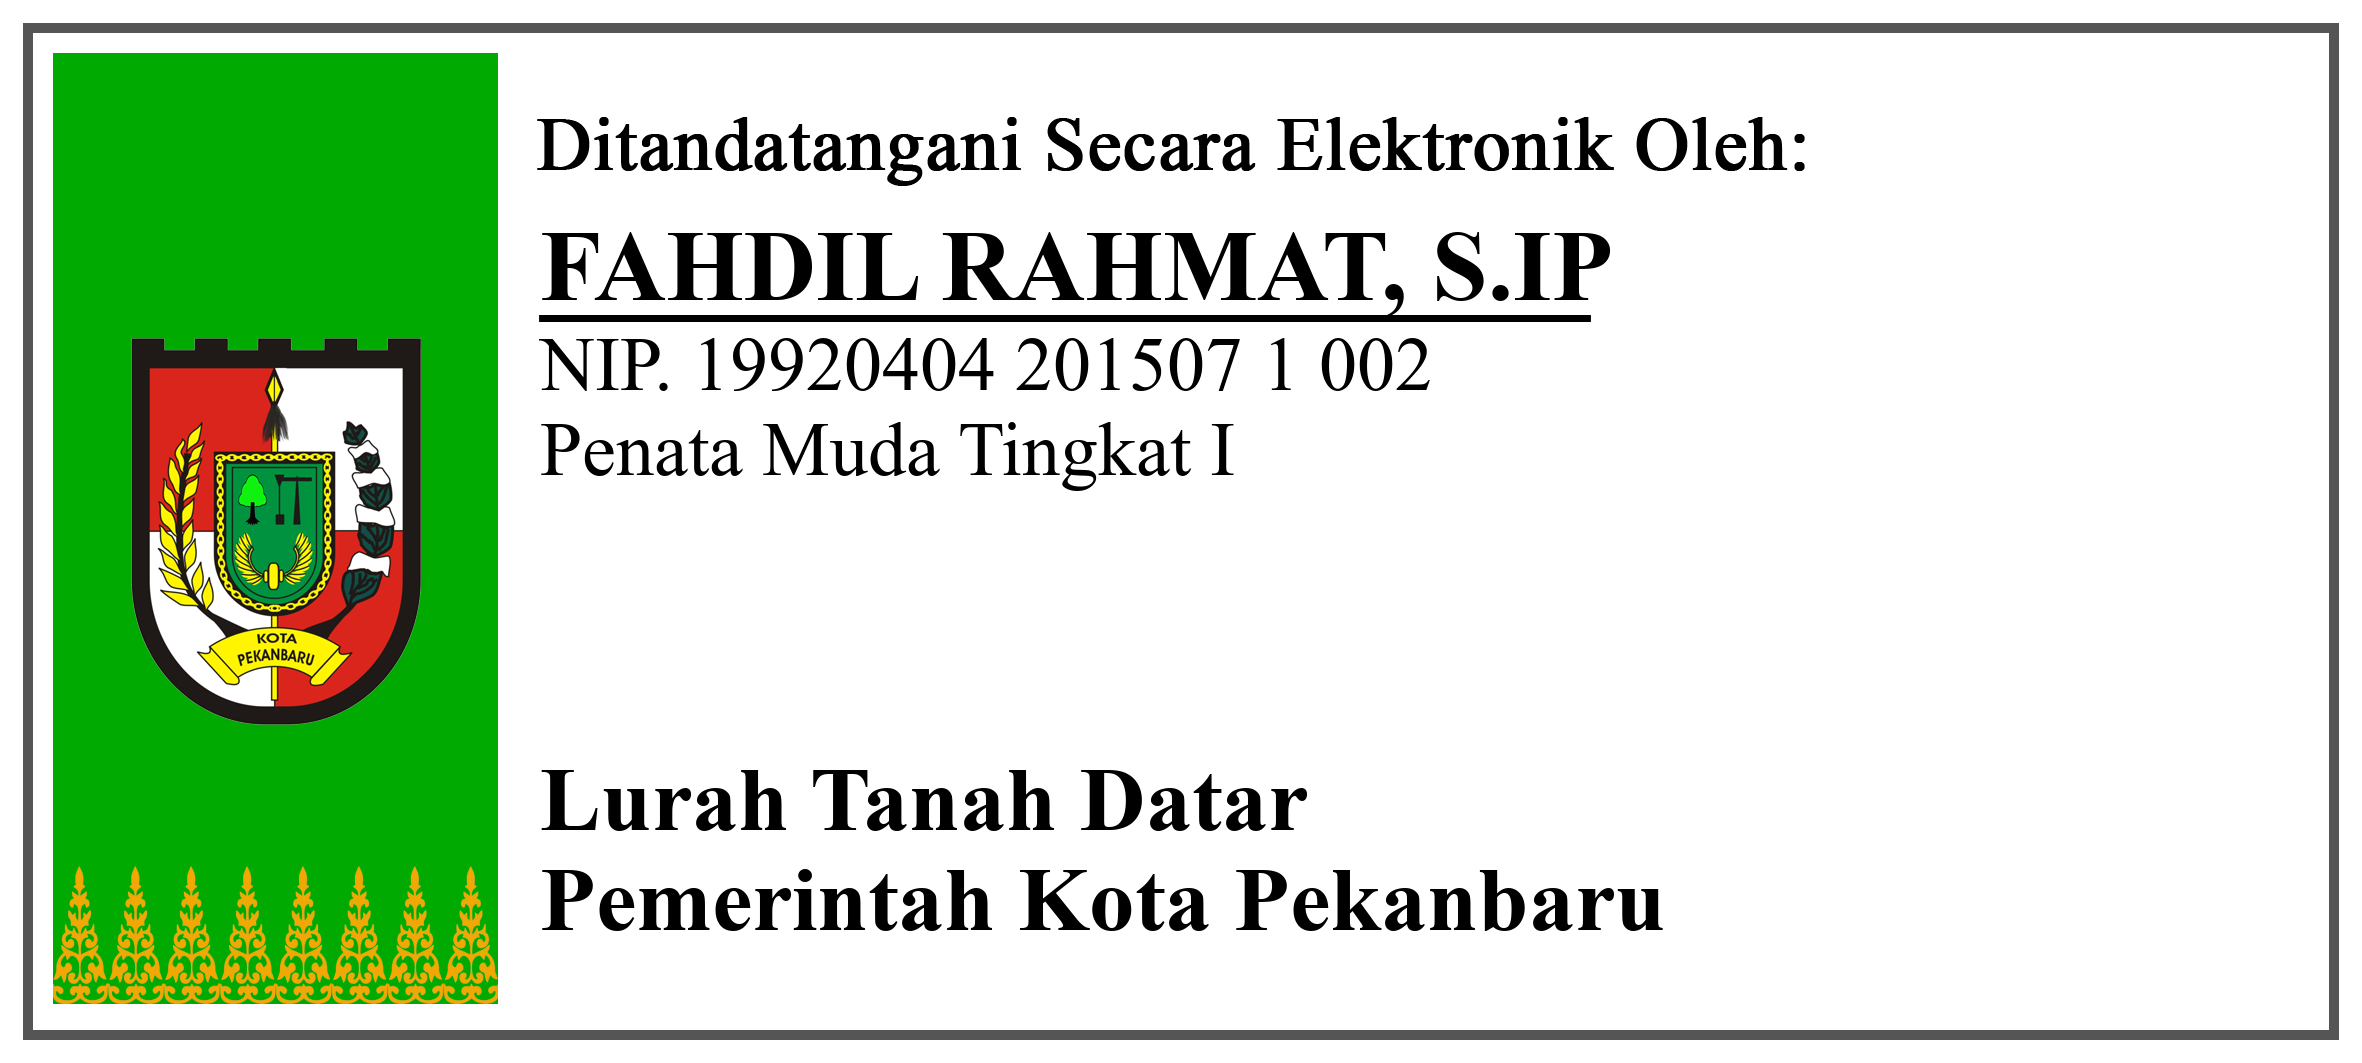 Ditandatangani Secara Elektronik Oleh:
FAHDIL RAHMAT, S.IP
NIP. 19920404 201507 1 002
Penata Muda Tingkat I
KOTA
PEKANBARU
Lurah Tanah Datar
Pemerintah Kota Pekanbaru